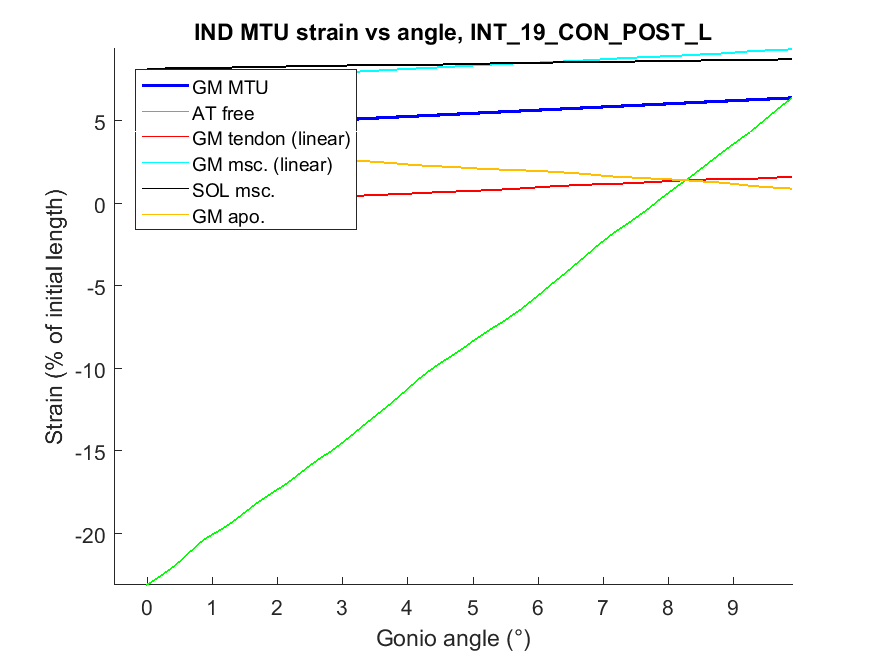 IND MTU strain vs angle, INT_19_CON_POST_L
GM MTU
AT free
GM tendon (linear)
GM msc. (linear)
SOL msc.
GM apo.
Strain (% of initial length)
5
0
-5
-10
-15
-20
0 1 2 3 4 5 6 7 8 9
Gonio angle (°)